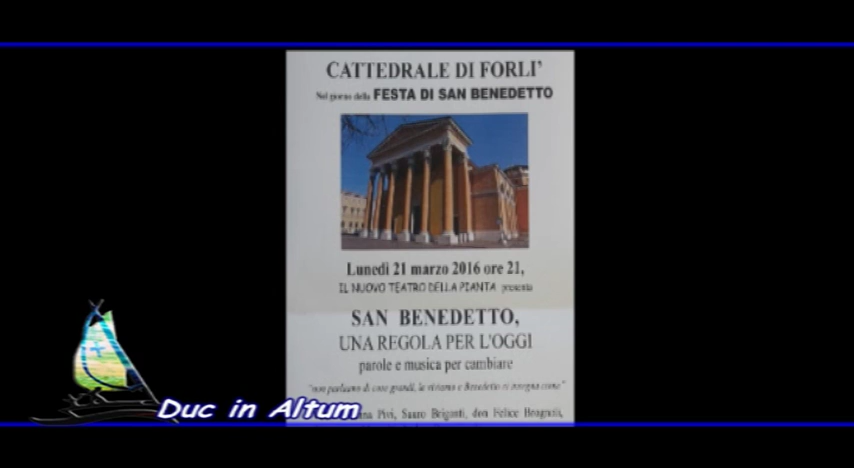 CATTEDRALE DI FORLI'
Nel giorno della FESTA DI SAN BENEDETTO
Lunedì 21 marzo 2016 ore 21,
IL NUOVO TEATRO DELLA PIANTA presenta
SAN BENEDETTO,
UNA REGOLA PER L'OGGI
parole e musica per cambiare
"non parliamo di cose grandi, le viviamo e Benedetto ci insegna come"
Pivi, Sauro Briganti, don Felice
Duc in Altum